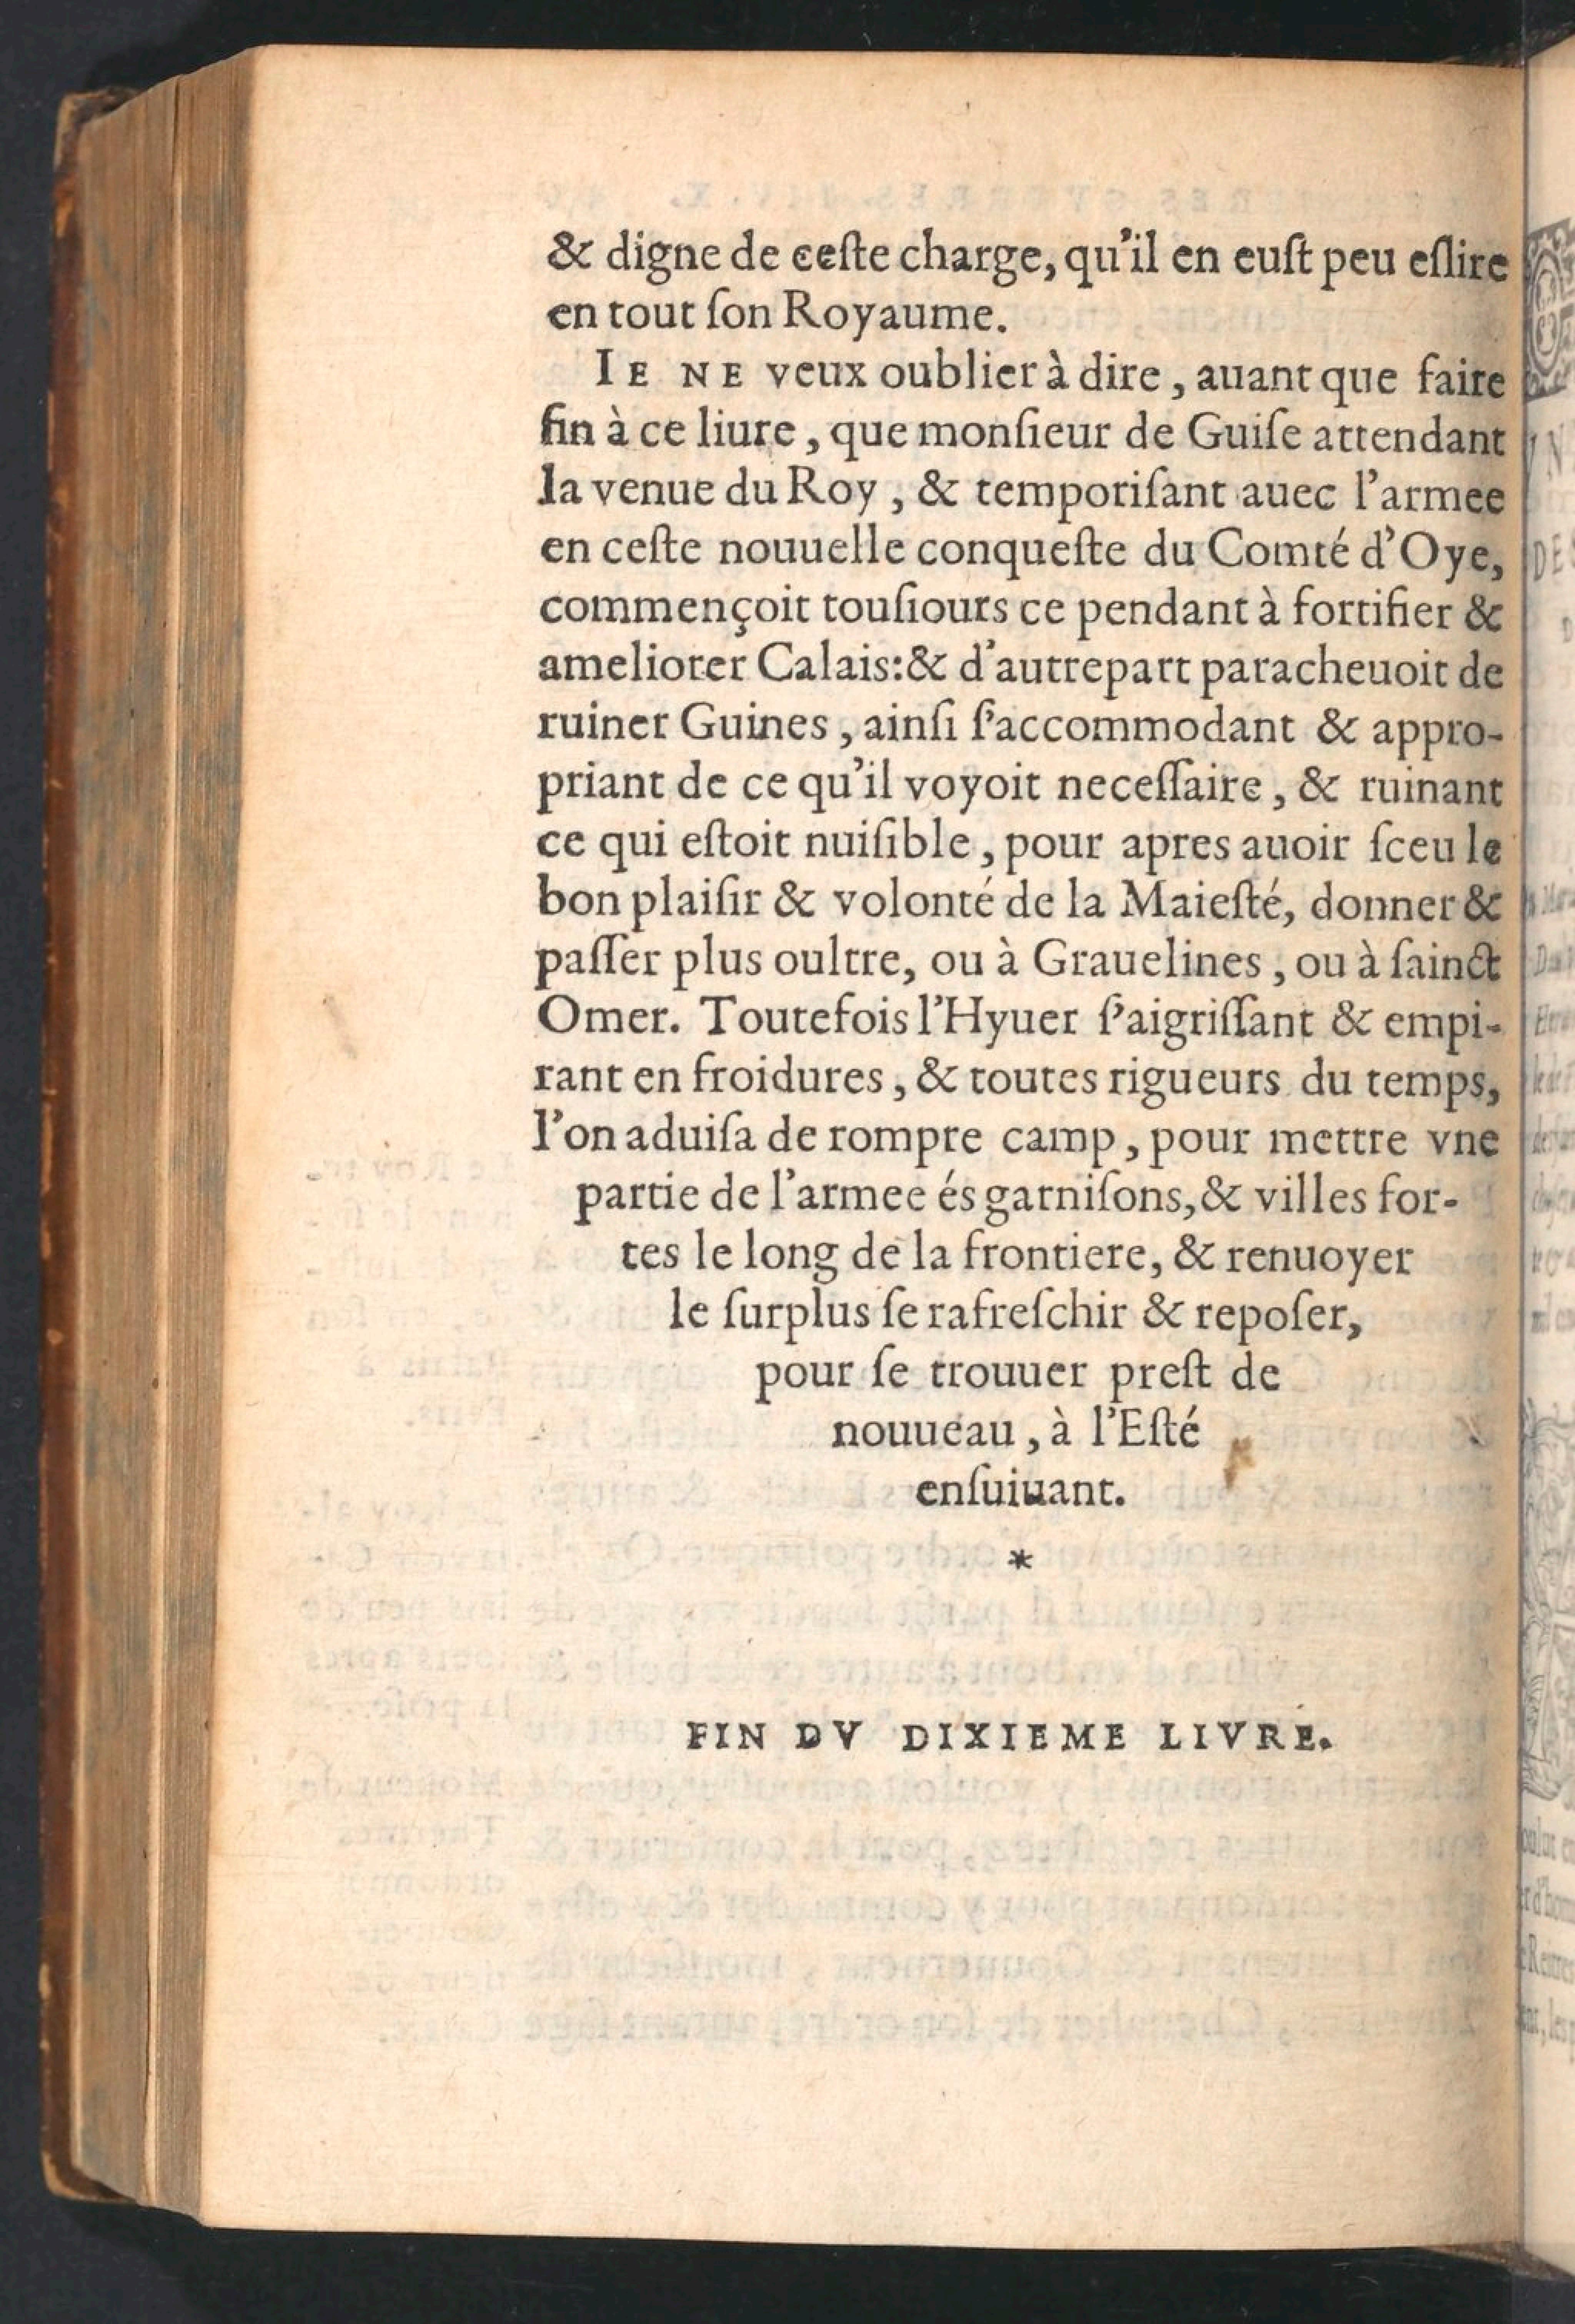 & digne de ceſte charge, qu'il en euſt peu eſlire
en tout ſon Royaume.
IE NE veux oublier à dire, auant que faire
fin à ce liure, que monſieur de Guiſe attendant
la venue du Roy, & temporiſant auec l'armee
en ceſte nouuelle conqueſte du Comté d'Oye,
commençoit touſiours ce pendant à fortifier &
ameliorer Calais:& d'autrepart paracheuoit de
ruiner Guines, ainſi ſ'accommodant & appro-
priant de ce qu'il voyoit neceſſaire, & ruinant
ce qui eſtoit nuiſible, pour apres auoir ſceu le
bon plaiſir & volonté de la Maieſté, donner &
paſſer plus oultre, ou à Grauelines, ou à ſainct
Omer. Toutefois l'Hyuer ſ'aigriſſant & empi-
rant en froidures, & toutes rigueurs du temps,
l'on aduiſa de rompre camp, pour mettre vne
partie de l'armee és garniſons, & villes for-
tes le long de la frontiere, & renuoyer
le ſurplus ſe rafreſchir & repoſer,
pour ſe trouuer preſt de
nouueau, à l'Eſté
enſuiuant.
*
FIN DV DIXIEME LIVRE.